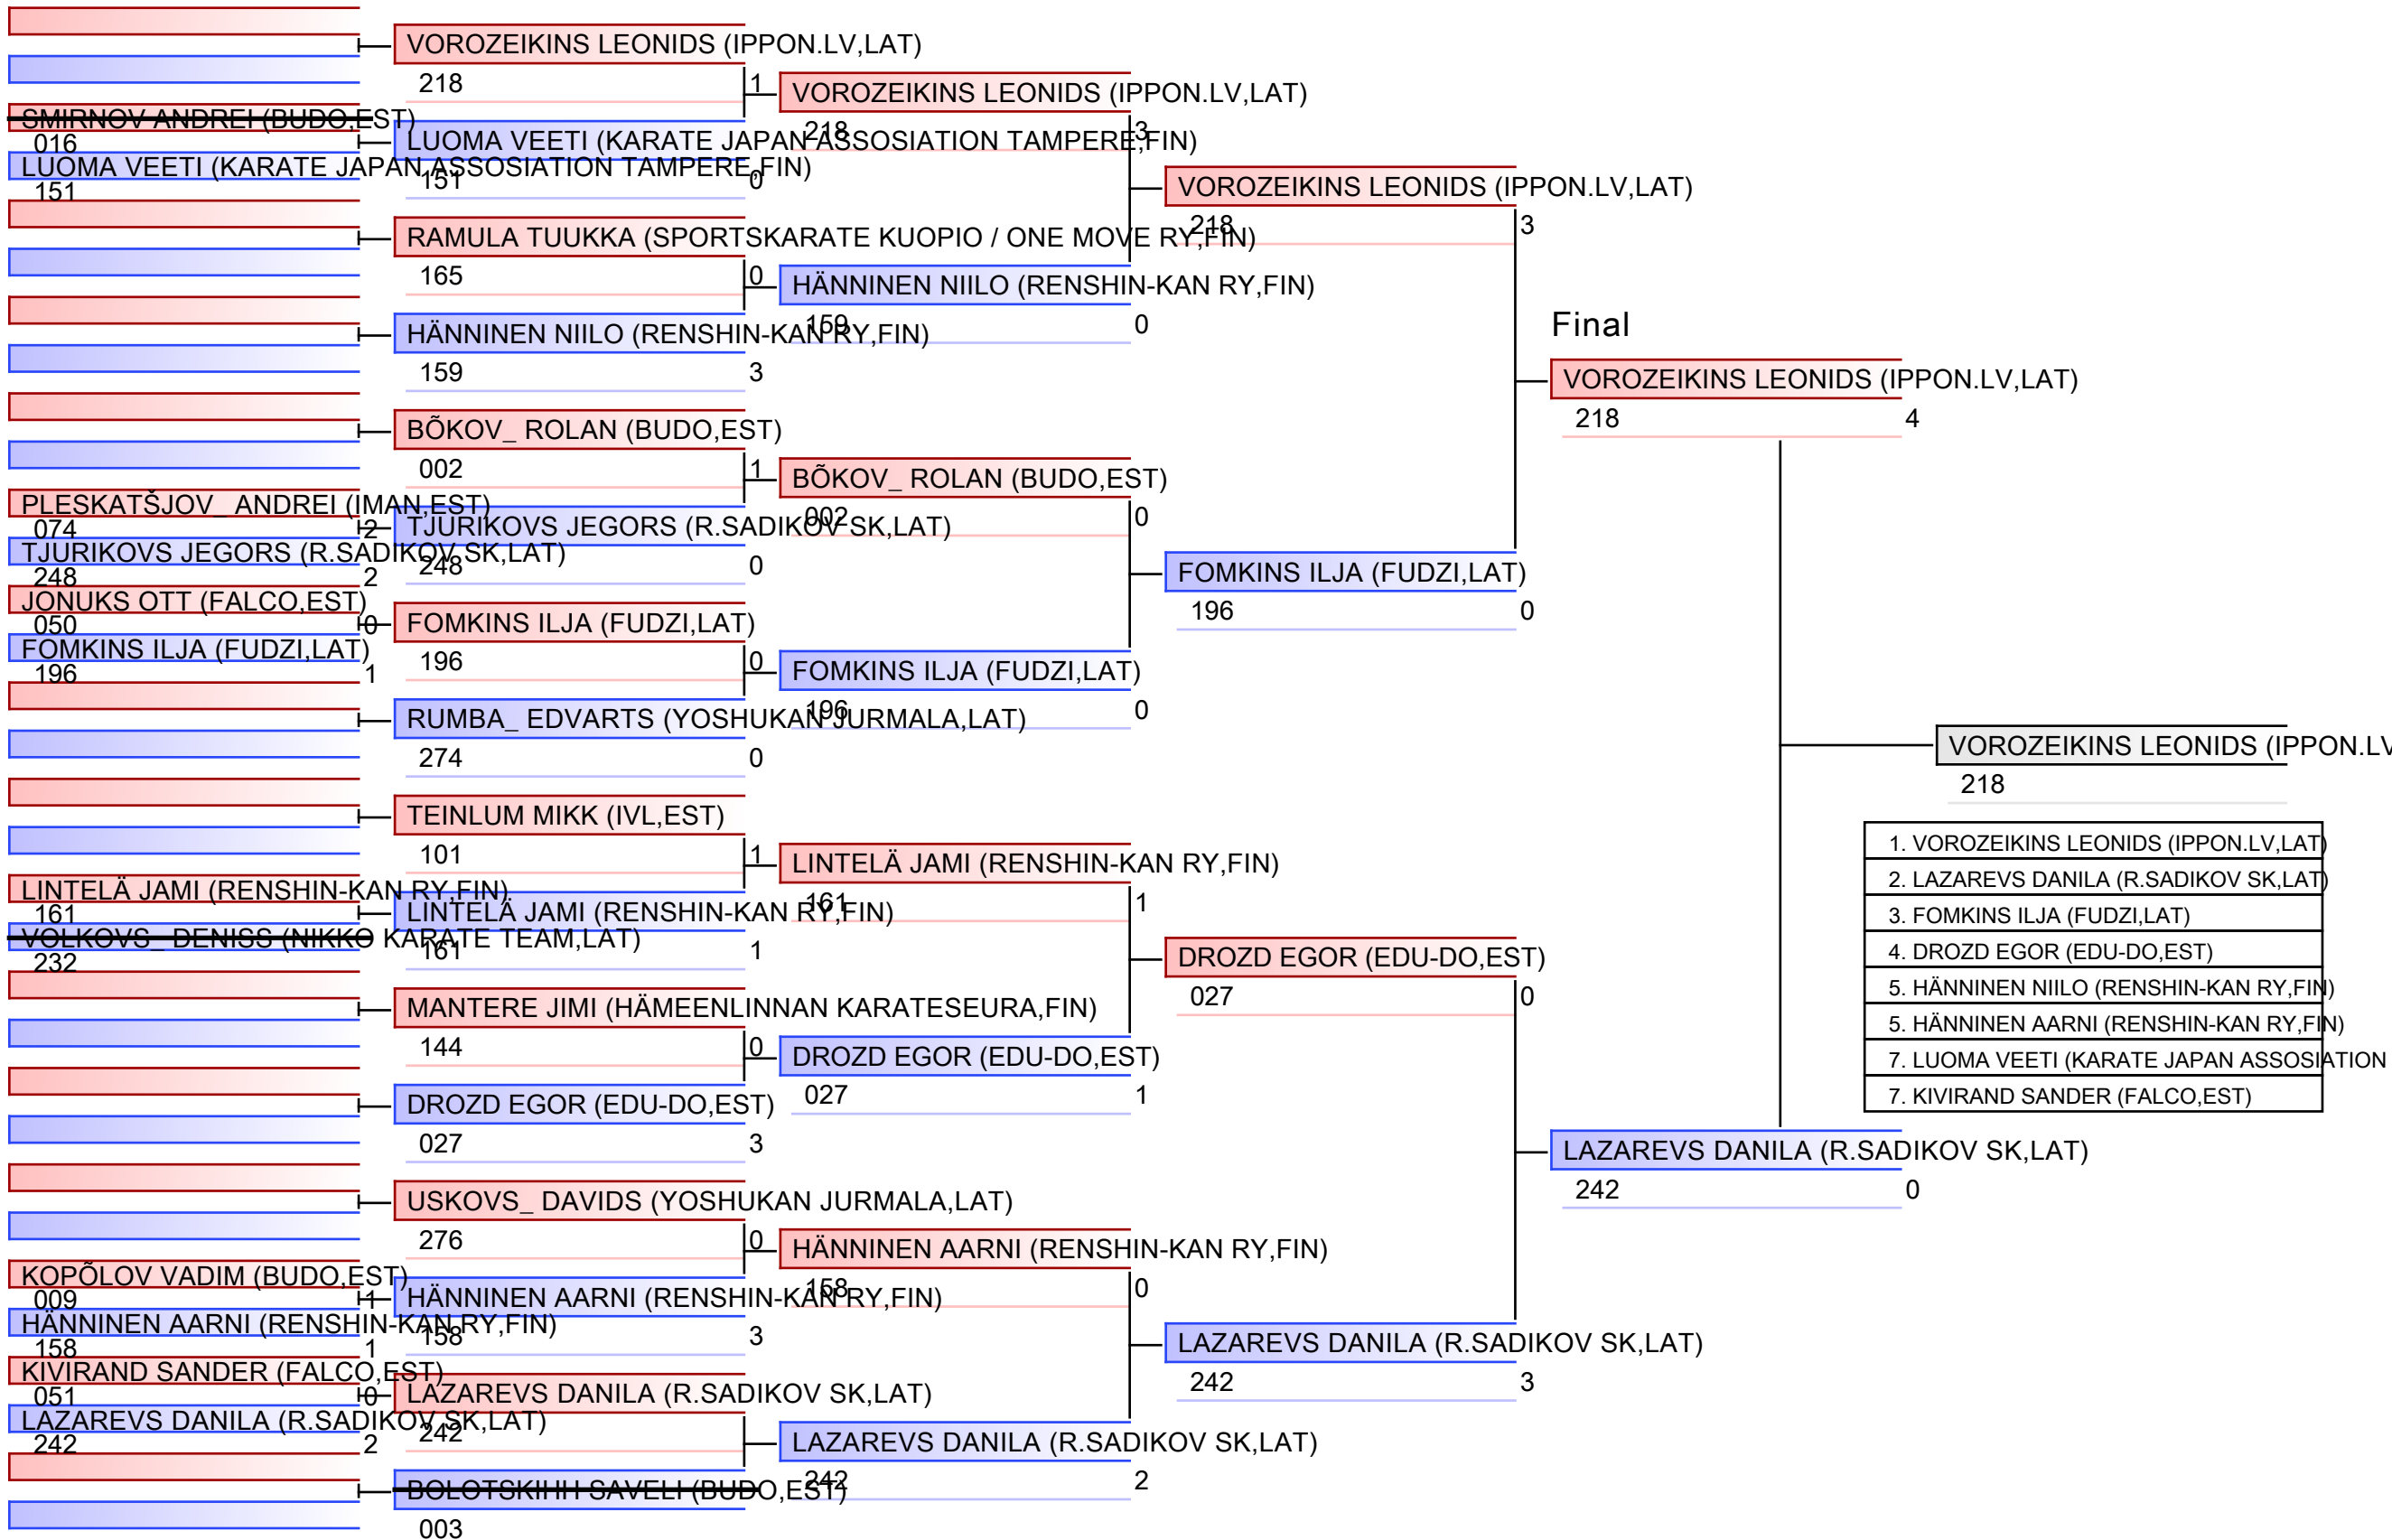 VOROZEIKINS LEONIDS (IPPON.LV,LAT)
218
1
SMIRNOV ANDREI (BUDO,EST)
016
LUOMA VEETI (KARATE JAPAN ASSOSIATION TAMPERE,FIN)
151
LUOMA VEETI (KARATE JAPAN ASSOSIATION TAMPERE,FIN)
151
0
RAMULA TUUKKA (SPORTSKARATE KUOPIO / ONE MOVE RY,FIN)
165
0
HÄNNINEN NIILO (RENSHIN-KAN RY,FIN)
159
3
BÕKOV_ ROLAN (BUDO,EST)
002
1
PLESKATŠJOV_ ANDREI (IMAN,EST)
074
2
TJURIKOVS JEGORS (R.SADIKOV SK,LAT)
248
2
TJURIKOVS JEGORS (R.SADIKOV SK,LAT)
248
0
JONUKS OTT (FALCO,EST)
050
0
FOMKINS ILJA (FUDZI,LAT)
196
1
FOMKINS ILJA (FUDZI,LAT)
196
0
RUMBA_ EDVARTS (YOSHUKAN JURMALA,LAT)
274
0
TEINLUM MIKK (IVL,EST)
101
1
LINTELÄ JAMI (RENSHIN-KAN RY,FIN)
161
VOLKOVS_ DENISS (NIKKO KARATE TEAM,LAT)
232
LINTELÄ JAMI (RENSHIN-KAN RY,FIN)
161
1
MANTERE JIMI (HÄMEENLINNAN KARATESEURA,FIN)
144
0
DROZD EGOR (EDU-DO,EST)
027
3
USKOVS_ DAVIDS (YOSHUKAN JURMALA,LAT)
276
0
KOPÕLOV VADIM (BUDO,EST)
009
1
HÄNNINEN AARNI (RENSHIN-KAN RY,FIN)
158
1
HÄNNINEN AARNI (RENSHIN-KAN RY,FIN)
158
3
KIVIRAND SANDER (FALCO,EST)
051
0
LAZAREVS DANILA (R.SADIKOV SK,LAT)
242
2
LAZAREVS DANILA (R.SADIKOV SK,LAT)
242
BOLOTSKIHH SAVELI (BUDO,EST)
003
VOROZEIKINS LEONIDS (IPPON.LV,LAT)
218
3
HÄNNINEN NIILO (RENSHIN-KAN RY,FIN)
159
0
BÕKOV_ ROLAN (BUDO,EST)
002
0
FOMKINS ILJA (FUDZI,LAT)
196
0
LINTELÄ JAMI (RENSHIN-KAN RY,FIN)
161
1
DROZD EGOR (EDU-DO,EST)
027
1
HÄNNINEN AARNI (RENSHIN-KAN RY,FIN)
158
0
LAZAREVS DANILA (R.SADIKOV SK,LAT)
242
2
VOROZEIKINS LEONIDS (IPPON.LV,LAT)
218
3
FOMKINS ILJA (FUDZI,LAT)
196
0
DROZD EGOR (EDU-DO,EST)
027
0
LAZAREVS DANILA (R.SADIKOV SK,LAT)
242
3
Final
VOROZEIKINS LEONIDS (IPPON.LV,LAT)
218
4
LAZAREVS DANILA (R.SADIKOV SK,LAT)
242
0
VOROZEIKINS LEONIDS (IPPON.LV
218
1. VOROZEIKINS LEONIDS (IPPON.LV,LAT)
2. LAZAREVS DANILA (R.SADIKOV SK,LAT)
3. FOMKINS ILJA (FUDZI,LAT)
4. DROZD EGOR (EDU-DO,EST)
5. HÄNNINEN NIILO (RENSHIN-KAN RY,FIN)
5. HÄNNINEN AARNI (RENSHIN-KAN RY,FIN)
7. LUOMA VEETI (KARATE JAPAN ASSOSIATION
7. KIVIRAND SANDER (FALCO,EST)